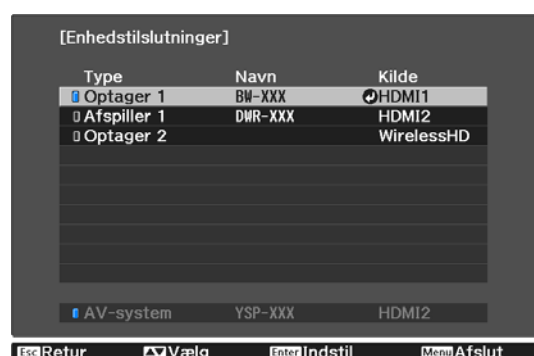 [Enhedstilslutninger]
Type Navn Kilde
Optager 1 BW-XXX HDMI1
Afspiller 1 DWR-XXX HDMI2
Optager 2 WirelessHD
AV-system YSP-XXX HDMI2
Esc Retur Vælg Enter Indstil Menu Afslut